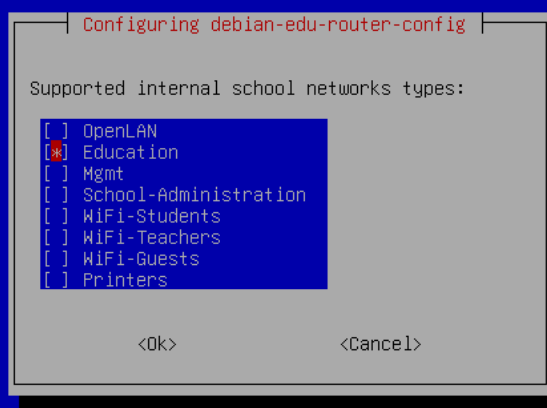 Configuring debian-edu-router-config
Supported internal school networks types:
[ ] OpenLAN
[*] Education
[ ] Mgmt
[ ] School-Administration
[ ] WiFi-Students
[ ] WiFi-Teachers
[ ] WiFi-Guests
[ ] Printers
<Ok> <Cancel>